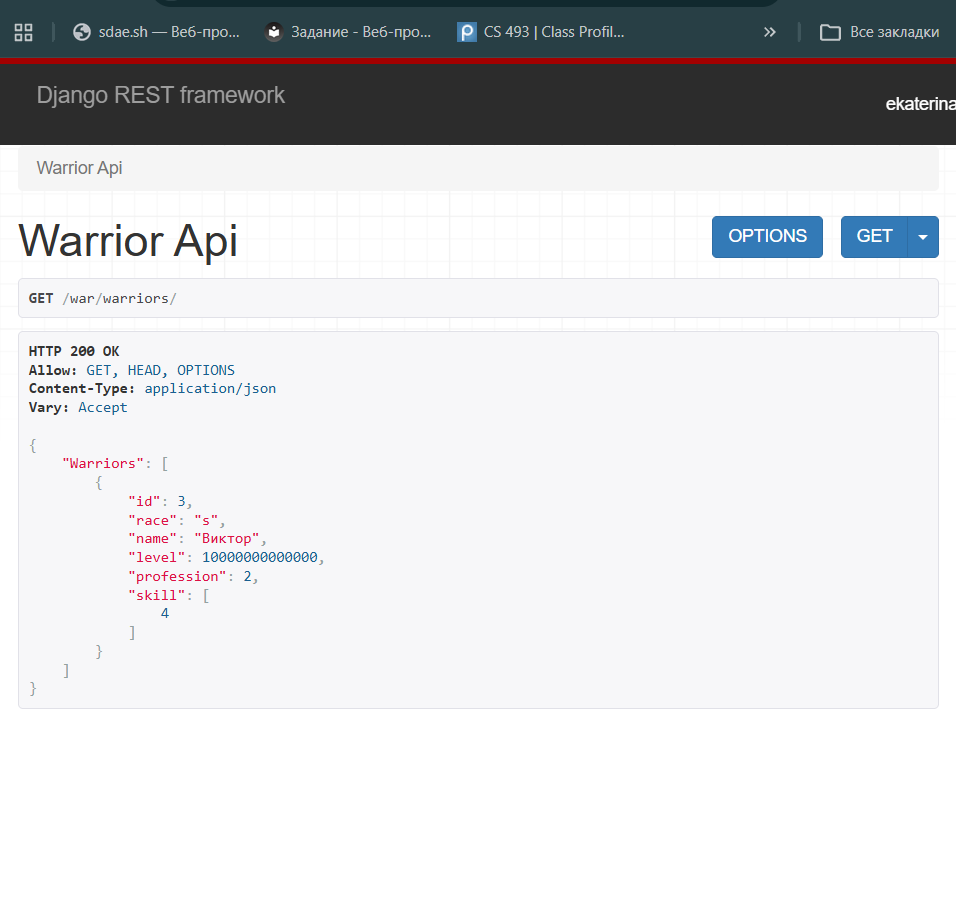 sdae.sh — Веб-про... Задание - Веб-про... CS 493 | Class Profil... Все закладки
Django REST framework
ekaterina
Warrior Api
Warrior Api
OPTIONS
GET
GET /war/warriors/
HTTP 200 OK
Allow: GET, HEAD, OPTIONS
Content-Type: application/json
Vary: Accept
{
"Warriors": [
{
"id": 3,
"race": "s",
"name": "Виктор",
"level": 10000000000000,
"profession": 2,
"skill": [
4
]
}
]
}